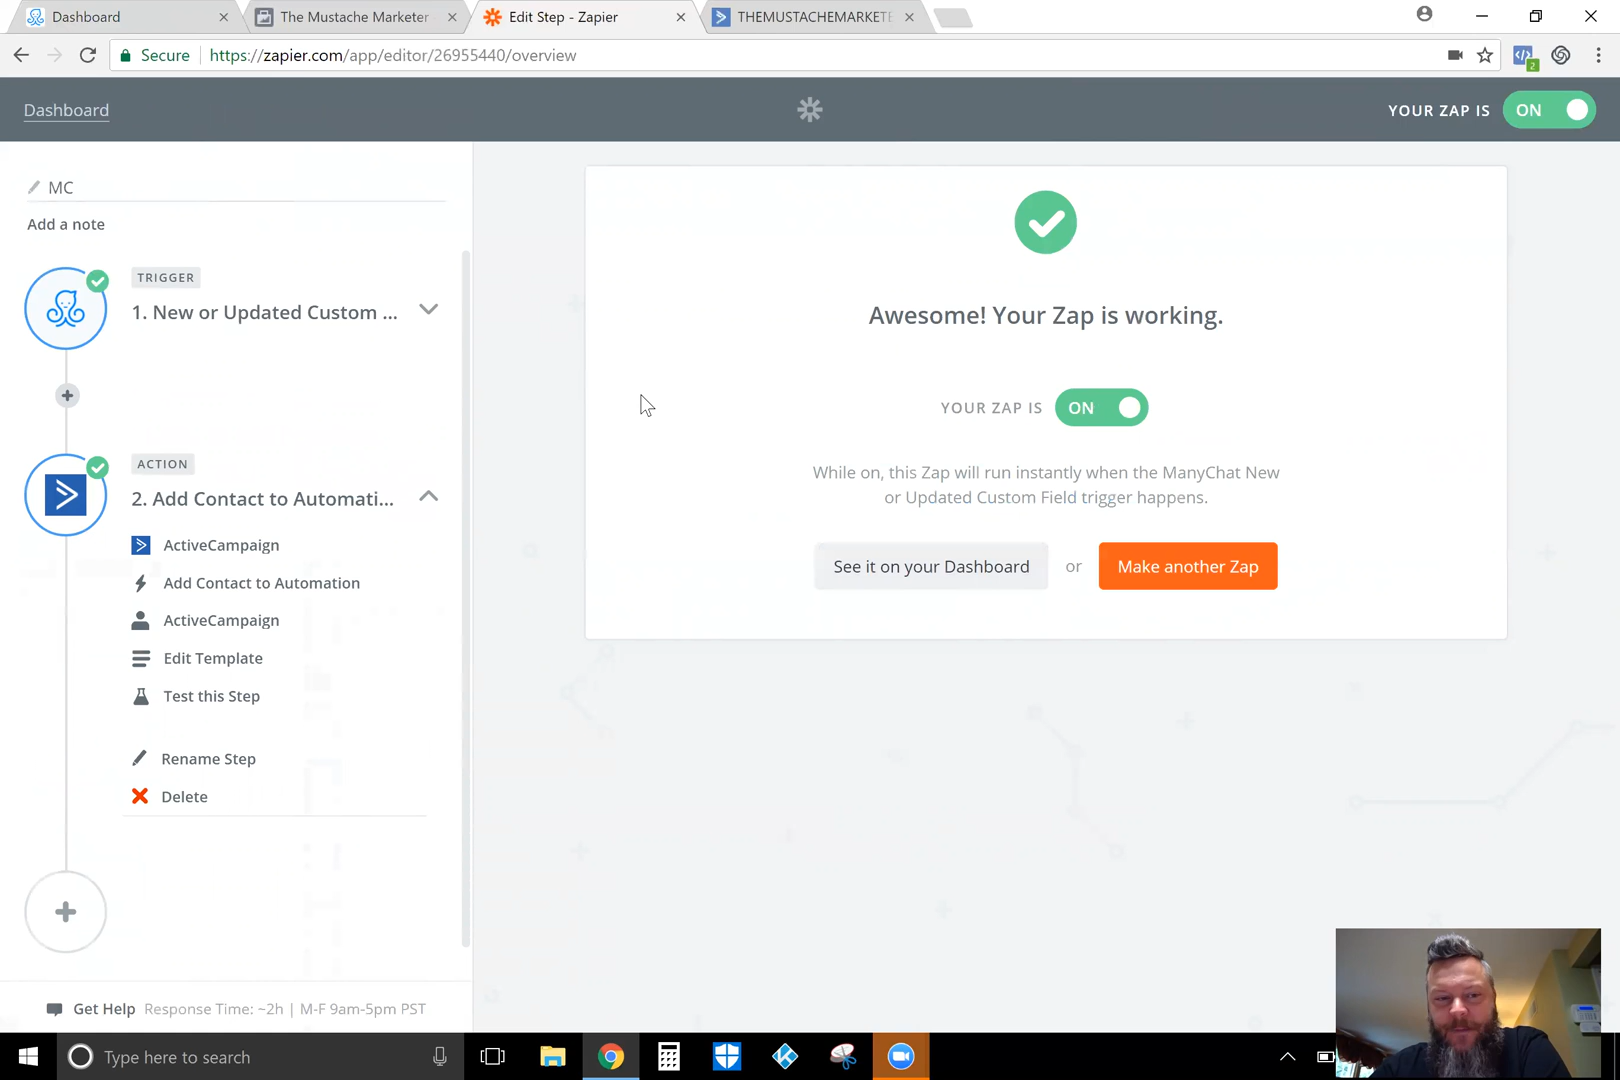 Dashboard
The Mustache Marketer
Edit Step - Zapier
THEMUSTACHEMARKETE
Secure
https://zapier.com/app/editor/26955440/overview
2
Dashboard
YOUR ZAP IS ON
MC
Add a note
TRIGGER
1. New or Updated Custom ...
ACTION
2. Add Contact to Automati...
ActiveCampaign
Add Contact to Automation
ActiveCampaign
Edit Template
Test this Step
Rename Step
Delete
Get Help Response Time: ~2h | M-F 9am-5pm PST
Awesome! Your Zap is working.
YOUR ZAP IS ON
While on, this Zap will run instantly when the ManyChat New
or Updated Custom Field trigger happens.
See it on your Dashboard or Make another Zap
Type here to search